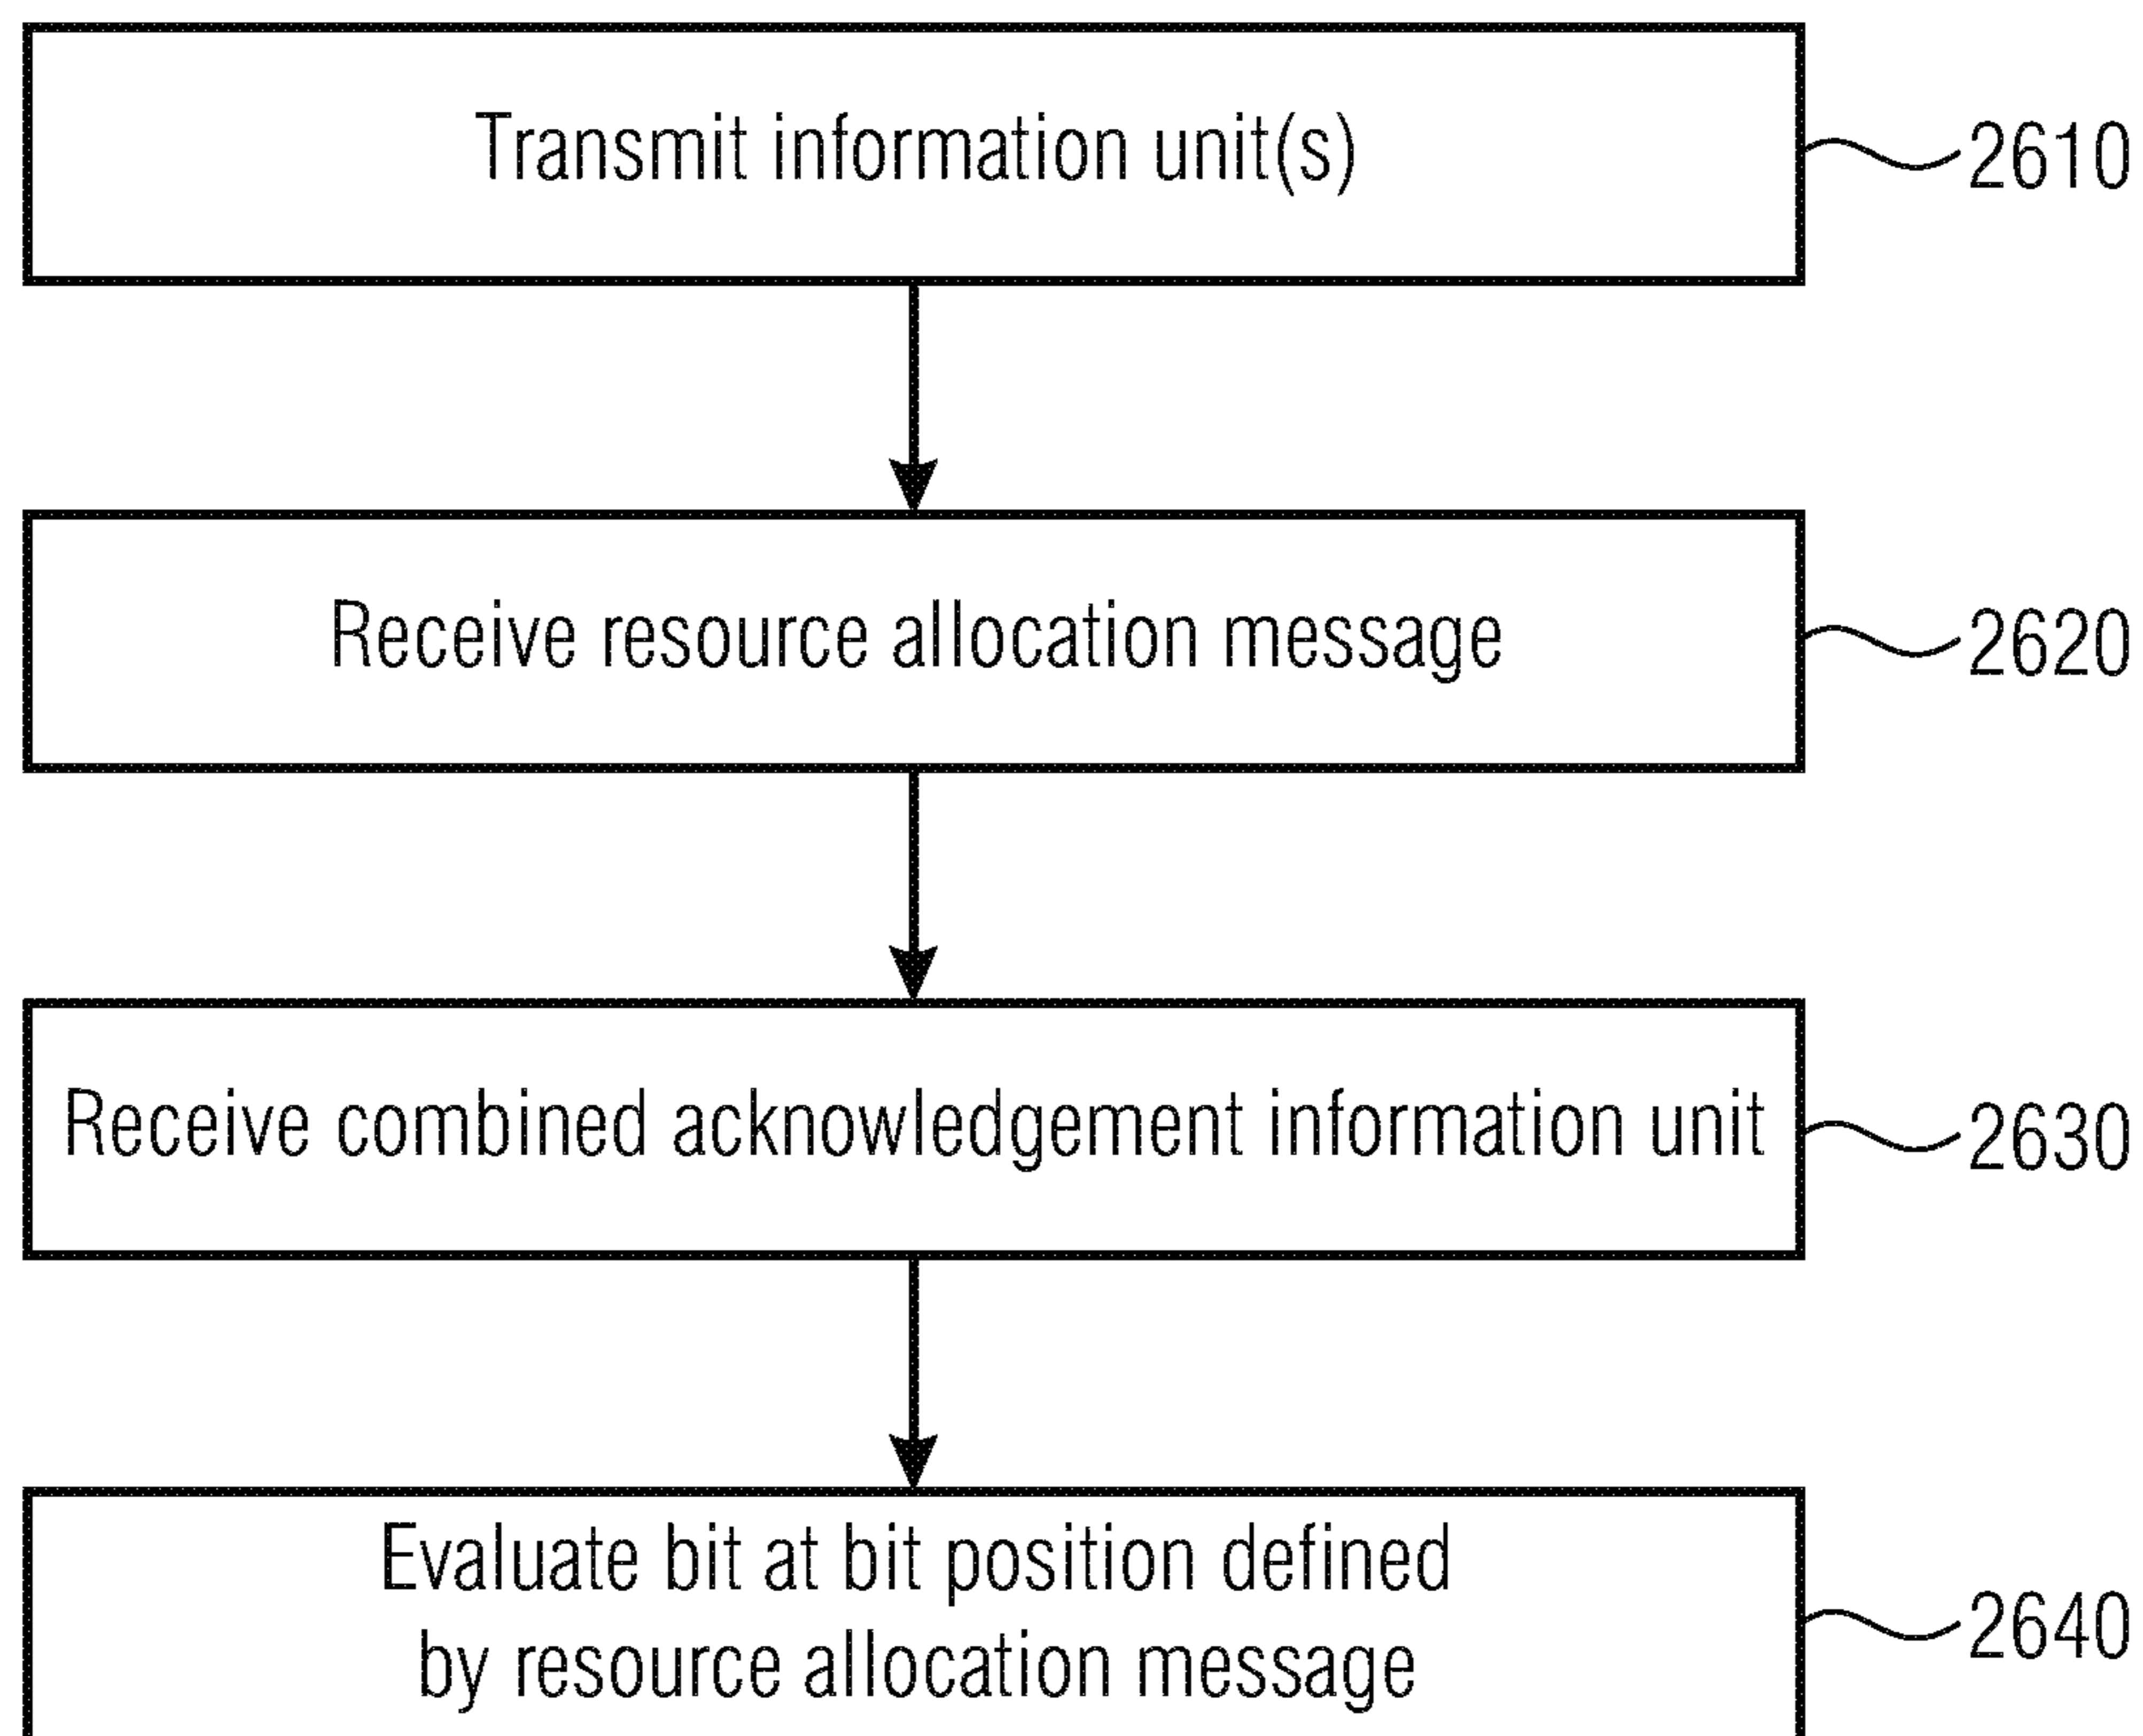 Transmit information unit(s)
2610
Receive resource allocation message
2620
Receive combined acknowledgement information unit
2630
Evaluate bit at bit position defined
by resource allocation message
2640